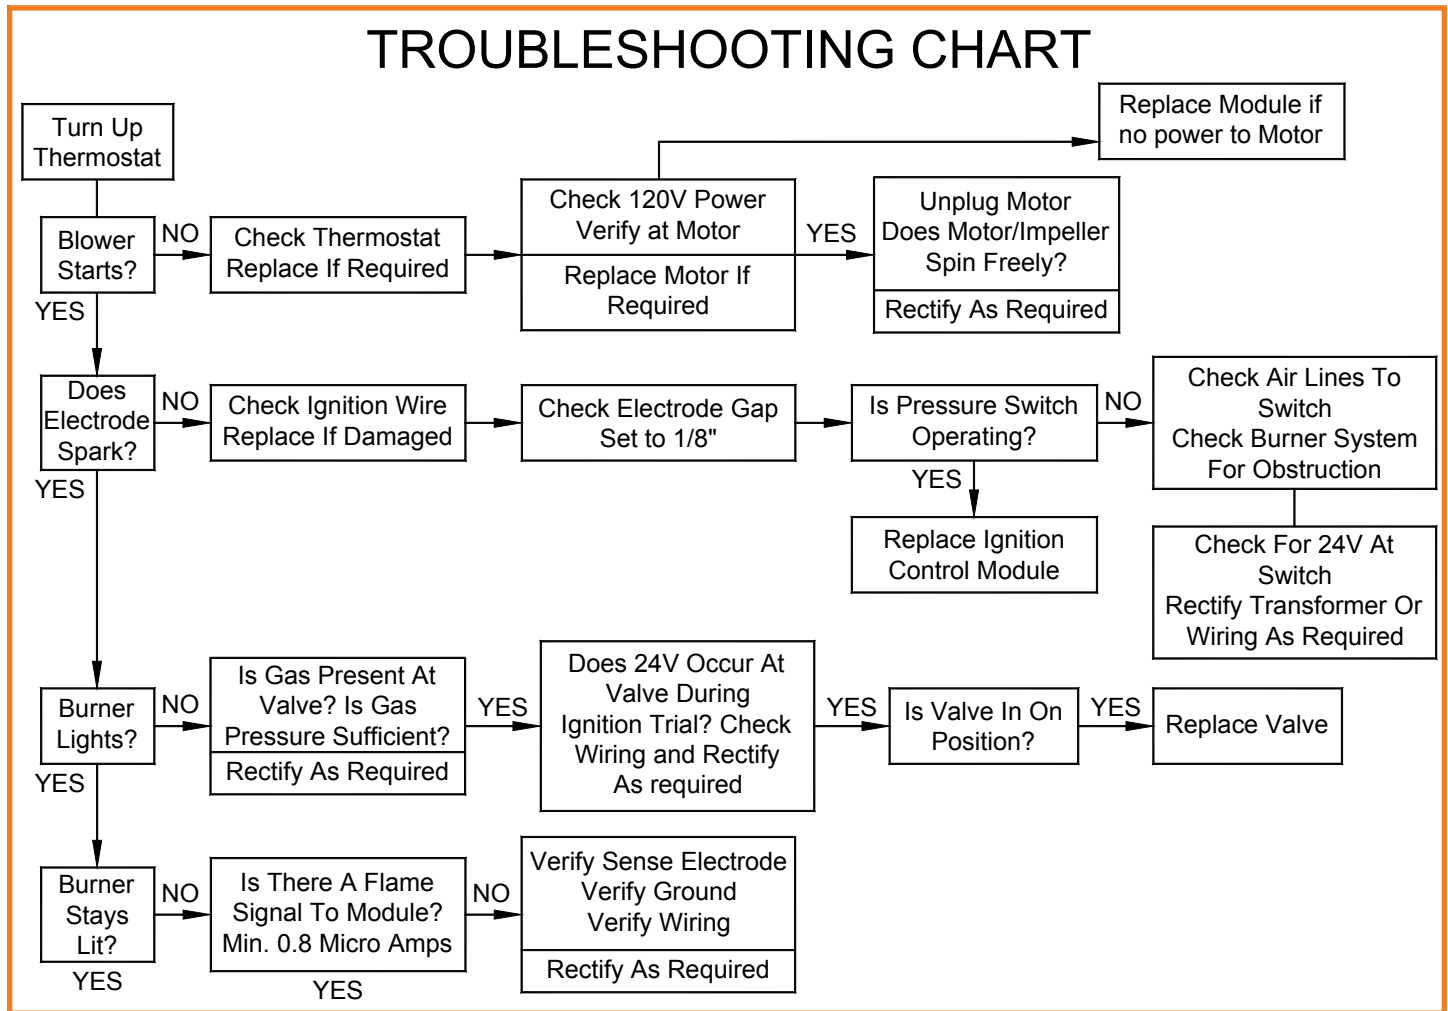 TROUBLESHOOTING CHART
Turn Up
Thermostat
Replace Module if
no power to Motor
Blower
Starts?
NO
YES
Check Thermostat
Replace If Required
Check 120V Power
Verify at Motor
Replace Motor If
Required
YES
Unplug Motor
Does Motor/Impeller
Spin Freely?
Rectify As Required
Does
Electrode
Spark?
NO
YES
Check Ignition Wire
Replace If Damaged
Check Electrode Gap
Set to 1/8"
Is Pressure Switch
Operating?
NO
YES
Check Air Lines To
Switch
Check Burner System
For Obstruction
Replace Ignition
Control Module
Check For 24V At
Switch
Rectify Transformer Or
Wiring As Required
Burner
Lights?
NO
YES
Is Gas Present At
Valve? Is Gas
Pressure Sufficient?
Rectify As Required
YES
Does 24V Occur At
Valve During
Ignition Trial? Check
Wiring and Rectify
As required
YES
Is Valve In On
Position?
YES
Replace Valve
Burner
Stays
Lit?
NO
YES
Is There A Flame
Signal To Module?
Min. 0.8 Micro Amps
NO
YES
Verify Sense Electrode
Verify Ground
Verify Wiring
Rectify As Required